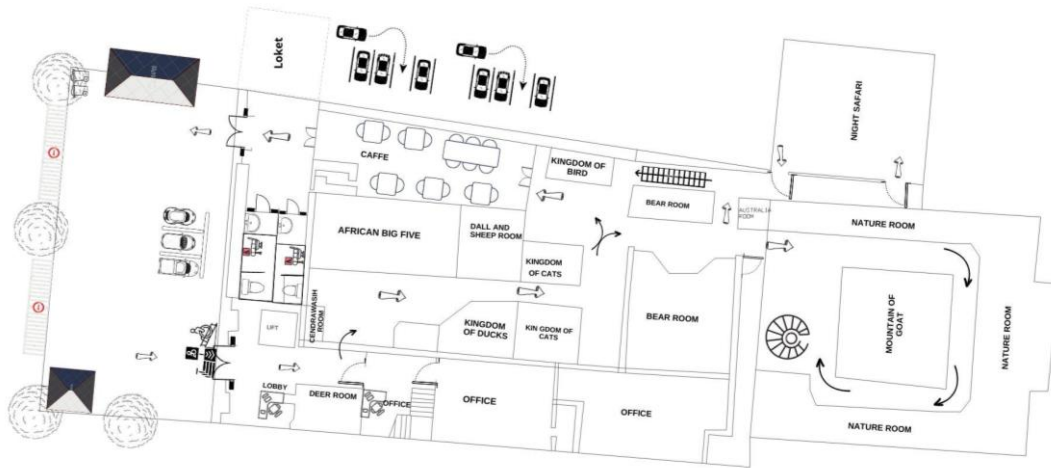 Loket
CAFFE
KINGDOM OF
BIRD
BEAR ROOM
NIGHT SAFARI
AUSTRALIA
ROOM
NATURE ROOM
AFRICAN BIG FIVE
DALL AND
SHEEP ROOM
KINGDOM
OF CATS
BEAR ROOM
MOUNTAIN OF
GOAT
NATURE ROOM
CENDRAWASIH
ROOM
LIFT
KINGDOM
OF DUCKS
KIN GDOM OF
CATS
LOBBY
DEER ROOM
OFFICE
OFFICE
OFFICE
NATURE ROOM